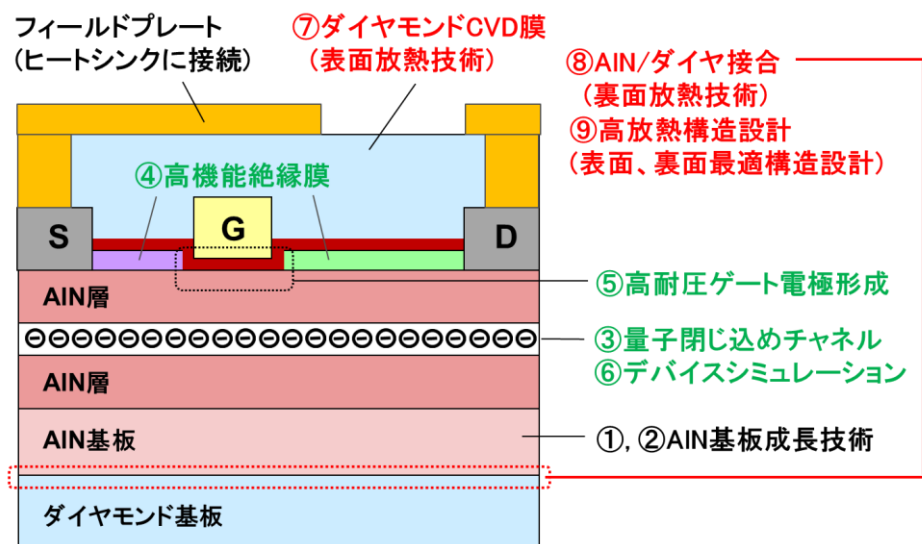 フィールドプレート
(ヒートシンクに接続)
⑦ダイヤモンドCVD膜
(表面放熱技術)
⑧AlN/ダイヤ接合
(裏面放熱技術)
⑨高放熱構造設計
(表面、裏面最適構造設計)
④高機能絶縁膜
S
G
D
⑤高耐圧ゲート電極形成
AlN層
③量子閉じ込めチャネル
⑥デバイスシミュレーション
AlN層
AlN基板
①, ②AlN基板成長技術
ダイヤモンド基板